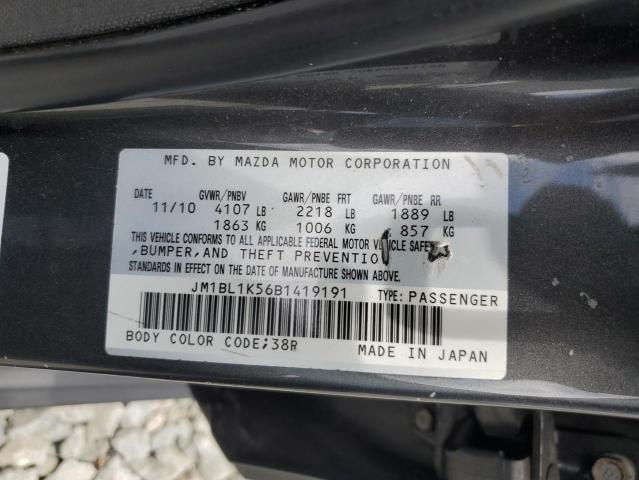 MFD. BY MAZDA MOTOR CORPORATION
DATE GVWR/PNBV GAWR/PNBE FRT GAWR/PNBE RR
11/10 4107 LB 2218 LB 1889 LB
1863 KG 1006 KG 857 KG
THIS VEHICLE CONFORMS TO ALL APPLICABLE FEDERAL MOTOR VEHICLE SAFETY
,BUMPER,AND THEFT PREVENTION
STANDARDS IN EFFECT ON THE DATE OF MANUFACTURE SHOWN ABOVE.
JM1BL1K56B1419191 TYPE: PASSENGER
BODY COLOR CODE;38R MADE IN JAPAN